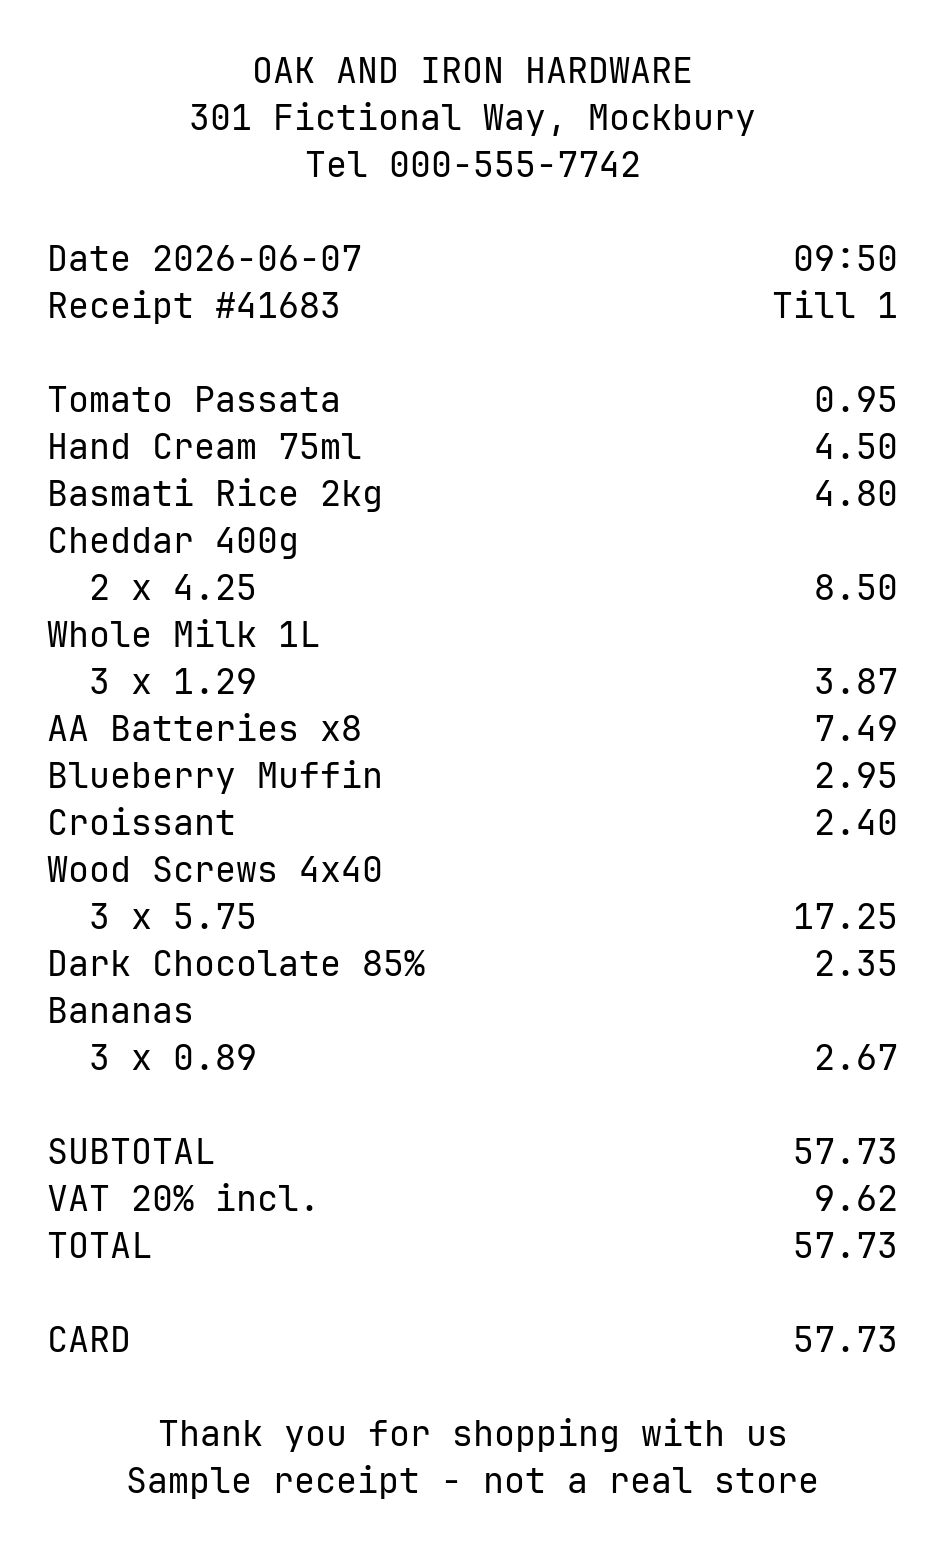 OAK AND IRON HARDWARE
301 Fictional Way, Mockbury
Tel 000-555-7742
Date 2026-06-07 09:50
Receipt #41683 Till 1
Tomato Passata 0.95
Hand Cream 75ml 4.50
Basmati Rice 2kg 4.80
Cheddar 400g
2 x 4.25 8.50
Whole Milk 1L
3 x 1.29 3.87
AA Batteries x8 7.49
Blueberry Muffin 2.95
Croissant 2.40
Wood Screws 4x40
3 x 5.75 17.25
Dark Chocolate 85% 2.35
Bananas
3 x 0.89 2.67
SUBTOTAL 57.73
VAT 20% incl. 9.62
TOTAL 57.73
CARD 57.73
Thank you for shopping with us
Sample receipt - not a real store